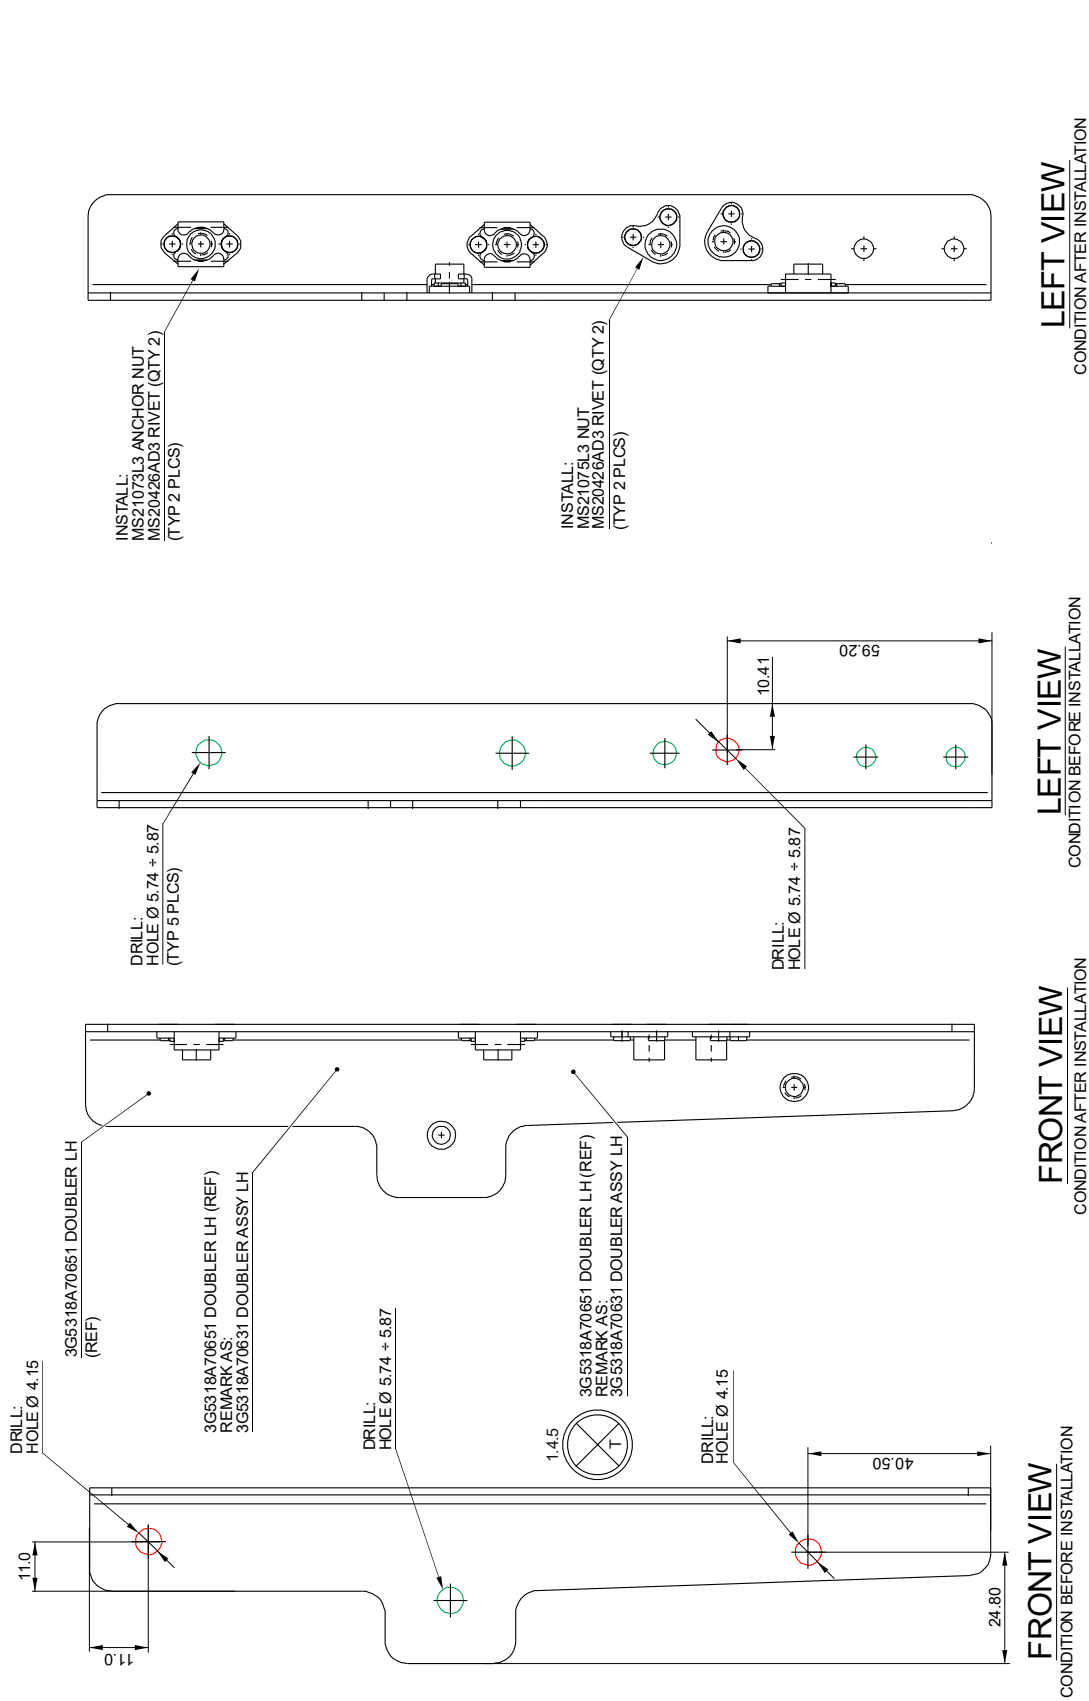 DRILL:
HOLE Ø 4.15
11.0
11.0
DRILL:
HOLE Ø 5.74 ÷ 5.87
1.4.5
T
DRILL:
HOLE Ø 4.15
40.50
24.80
FRONT VIEW
CONDITION BEFORE INSTALLATION
3G5318A70651 DOUBLER LH
(REF)
3G5318A70651 DOUBLER LH (REF)
REMARK AS:
3G5318A70631 DOUBLER ASSY LH
3G5318A70651 DOUBLER LH (REF)
REMARK AS:
3G5318A70631 DOUBLER ASSY LH
FRONT VIEW
CONDITION AFTER INSTALLATION
DRILL:
HOLE Ø 5.74 ÷ 5.87
(TYP 5 PLCS)
DRILL:
HOLE Ø 5.74 ÷ 5.87
10.41
59.20
LEFT VIEW
CONDITION BEFORE INSTALLATION
INSTALL:
MS21073L3 ANCHOR NUT
MS20426AD3 RIVET (QTY 2)
(TYP 2 PLCS)
INSTALL:
MS21075L3 NUT
MS20426AD3 RIVET (QTY 2)
(TYP 2 PLCS)
LEFT VIEW
CONDITION AFTER INSTALLATION